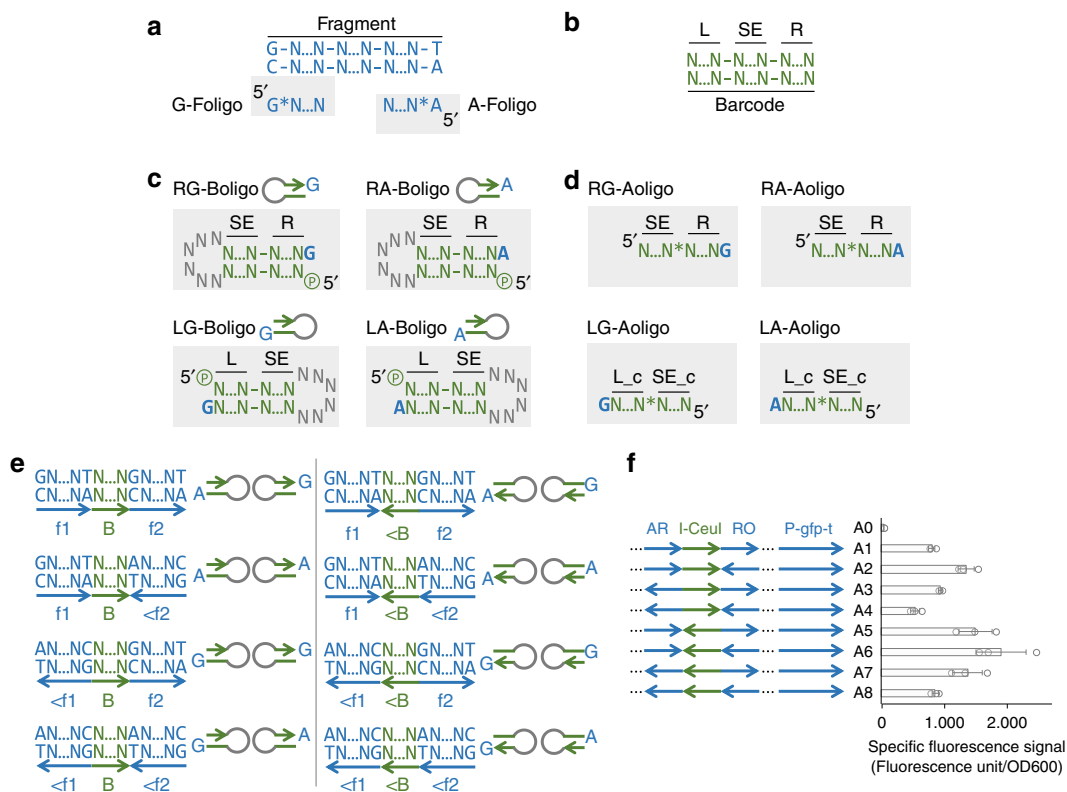 a
Fragment
G-N...N-N...N-N...N-T
C-N...N-N...N-N...N-A
5′
G-Foligo
G*N...N
N...N*A
5′
A-Foligo
b
L SE R
N...N-N...N-N...N
N...N-N...N-N...N
Barcode
c
RG-Boligo
G
SE R
NNN
N...N-N...NG
N...N-N...N
NNN
P 5′
RA-Boligo
A
SE R
NNN
N...N-N...NA
N...N-N...N
NNN
P 5′
LG-Boligo
G
5′ P
L SE
N...N-N...N
GN...N-N...N
NNN
NNN
LA-Boligo
A
5′ P
L SE
N...N-N...N
AN...N-N...N
NNN
NNN
d
RG-Aoligo
SE R
5′ N...N*N...NG
RA-Aoligo
SE R
5′ N...N*N...NA
LG-Aoligo
L_c SE_c
GN...N*N...N 5′
LA-Aoligo
L_c SE_c
AN...N*N...N 5′
e
GN...NTN...NGN...NT
CN...NAN...NCN...NA
f1 B f2
A G
GN...NTN...NGN...NT
CN...NAN...NCN...NA
f1 <B f2
A G
GN...NTN...NAN...NC
CN...NAN...NTN...NG
f1 B <f2
A A
GN...NTN...NAN...NC
CN...NAN...NTN...NG
f1 <B <f2
A A
AN...NCN...NGN...NT
TN...NGN...NCN...NA
<f1 B f2
G G
AN...NCN...NGN...NT
TN...NGN...NCN...NA
<f1 <B f2
G G
AN...NCN...NAN...NC
TN...NGN...NTN...NG
<f1 B <f2
G A
AN...NCN...NAN...NC
TN...NGN...NTN...NG
<f1 <B <f2
G A
f
AR I-CeuI RO P-gfp-t
A0
... ... A1
... ... A2
... ... A3
... ... A4
... ... A5
... ... A6
... ... A7
... ... A8
0 1.000 2.000
Specific fluorescence signal
(Fluorescence unit/OD600)